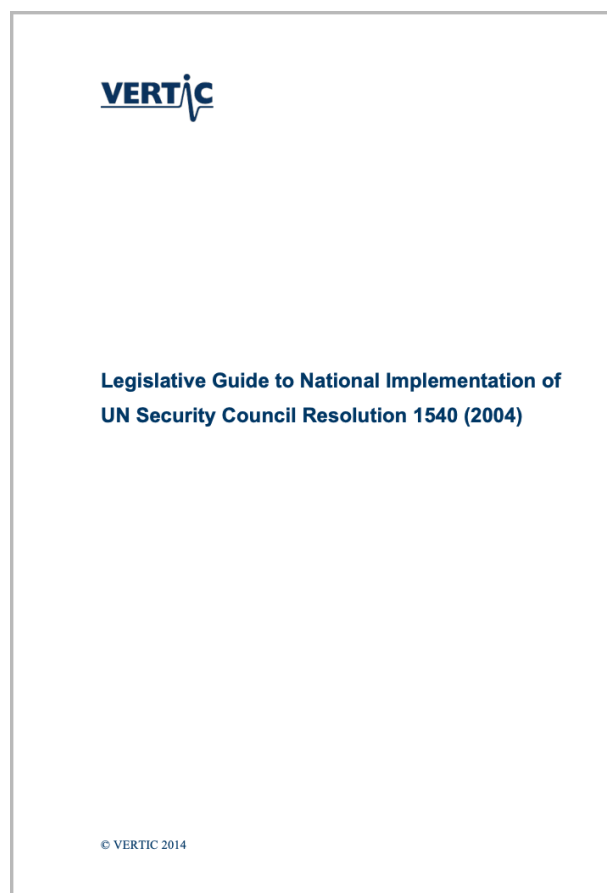 VERTIC
Legislative Guide to National Implementation of
UN Security Council Resolution 1540 (2004)
© VERTIC 2014